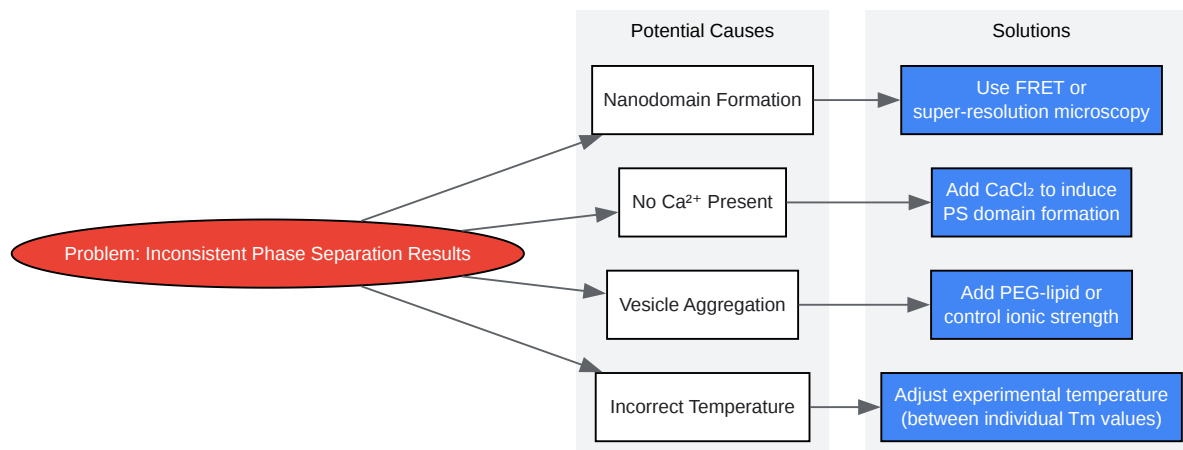 Potential Causes
Solutions
Nanodomain Formation
Use FRET or
super-resolution microscopy
No Ca²⁺ Present
Add CaCl₂ to induce
PS domain formation
Problem: Inconsistent Phase Separation Results
Vesicle Aggregation
Add PEG-lipid or
control ionic strength
Incorrect Temperature
Adjust experimental temperature
(between individual Tm values)